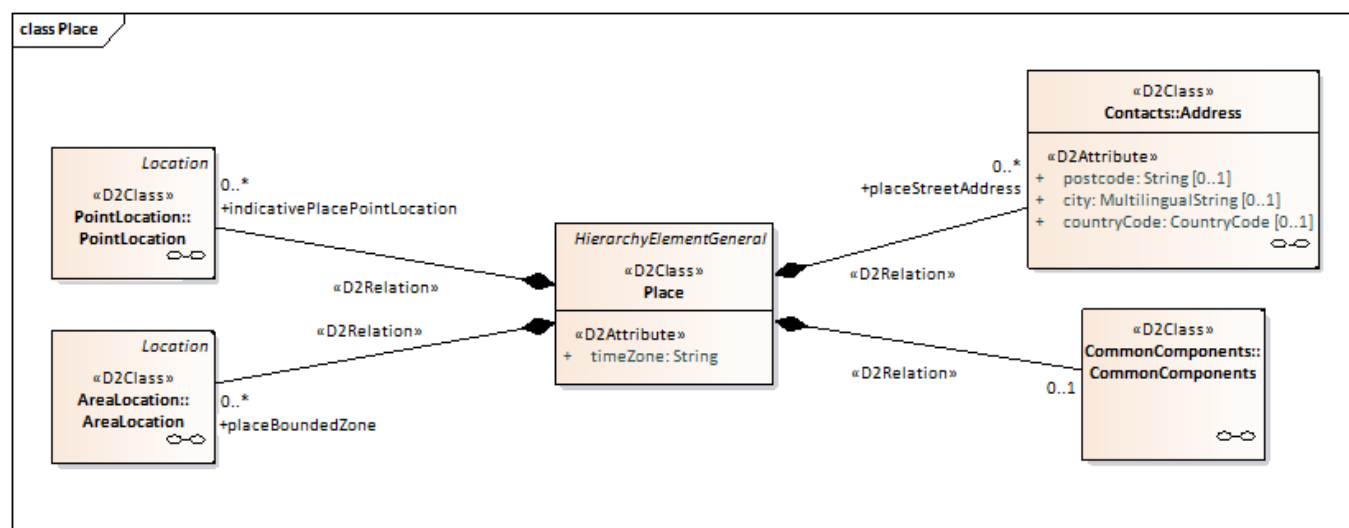 class Place
Location
«D2Class»
PointLocation::
PointLocation
0..*
+indicativePlacePointLocation
«D2Relation»
Location
«D2Class»
AreaLocation::
AreaLocation
0..*
+placeBoundedZone
«D2Relation»
HierarchyElementGeneral
«D2Class»
Place
«D2Attribute»
+ timeZone: String
«D2Class»
Contacts::Address
«D2Attribute»
+ postcode: String [0..1]
+ city: MultilingualString [0..1]
+ countryCode: CountryCode [0..1]
0..*
+placeStreetAddress
«D2Relation»
«D2Class»
CommonComponents::
CommonComponents
«D2Relation»
0..1